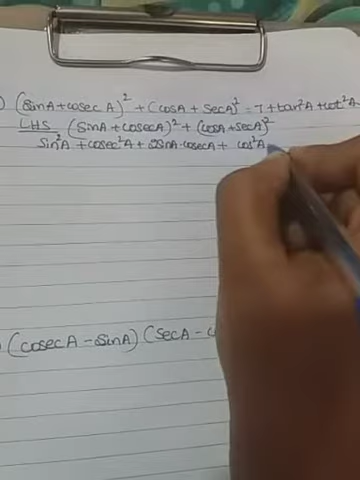 ) (sinA+cosecA)² + (cosA+secA)² = 7+tan²A+cot²A
LHS (sinA+cosecA)² + (cosA+secA)²
sin²A +cosec²A + 2sinA.cosecA + cos²A
(cosecA-sinA) (secA-